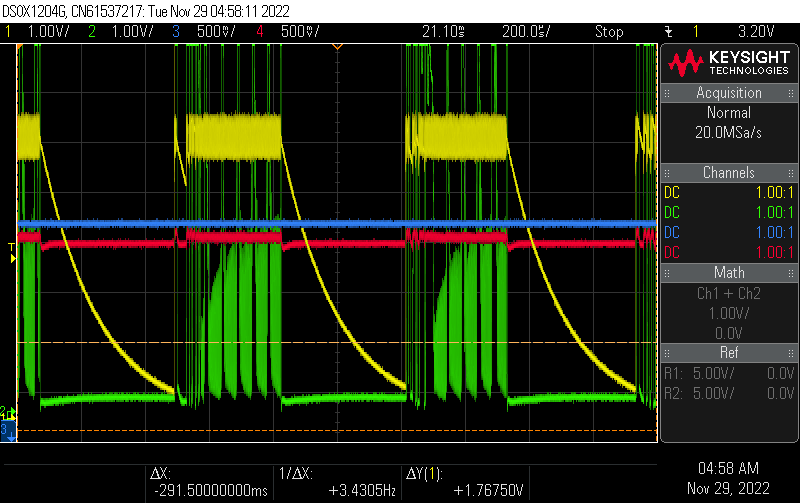 DSOX1204G, CN61537217: Tue Nov 29 04:58:11 2022
1 1.00V/ 2 1.00V/ 3 500mV/ 4 500mV/ 21.10s 200.0s/ Stop 1 3.20V
KEYSIGHT
TECHNOLOGIES
Acquisition
Normal
20.0MSa/s
Channels
DC 1.00:1
DC 1.00:1
DC 1.00:1
DC 1.00:1
Math
Ch1 + Ch2
1.00V/
0.0V
Ref
R1: 5.00V/ 0.0V
R2: 5.00V/ 0.0V
T
2
3
ΔX:
-291.50000000ms
1/ΔX:
+3.4305Hz
ΔY(1):
+1.76750V
04:58 AM
Nov 29, 2022